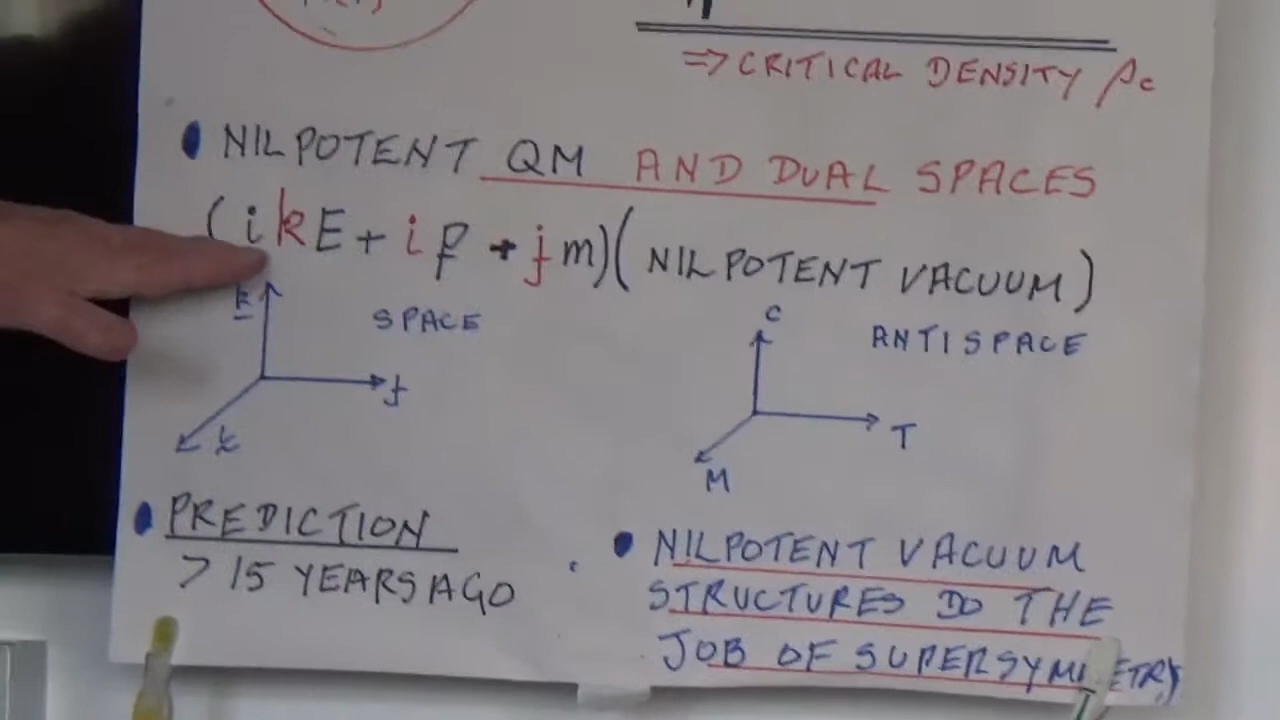 ⇒ CRITICAL DENSITY ρc
• NILPOTENT QM AND DUAL SPACES
(ikE + ip + jm)(NILPOTENT VACUUM)
k
SPACE
j
C
ANTISPACE
T
M
• PREDICTION
> 15 YEARS AGO
• NILPOTENT VACUUM
STRUCTURES DO THE
JOB OF SUPERSYMMETRY